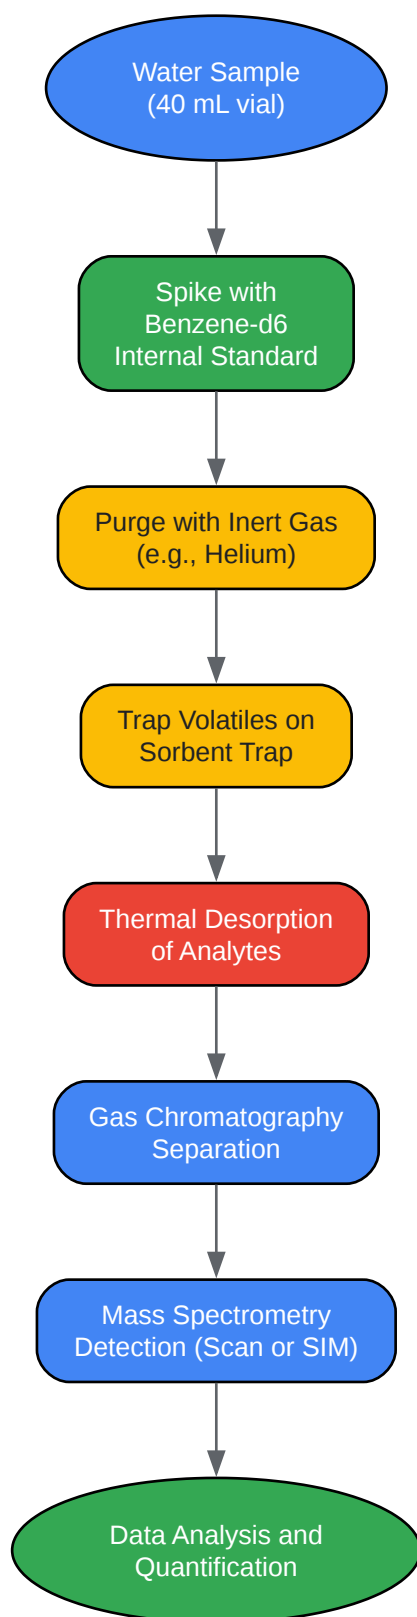 Water Sample
(40 mL vial)
Spike with
Benzene-d6
Internal Standard
Purge with Inert Gas
(e.g., Helium)
Trap Volatiles on
Sorbent Trap
Thermal Desorption
of Analytes
Gas Chromatography
Separation
Mass Spectrometry
Detection (Scan or SIM)
Data Analysis and
Quantification